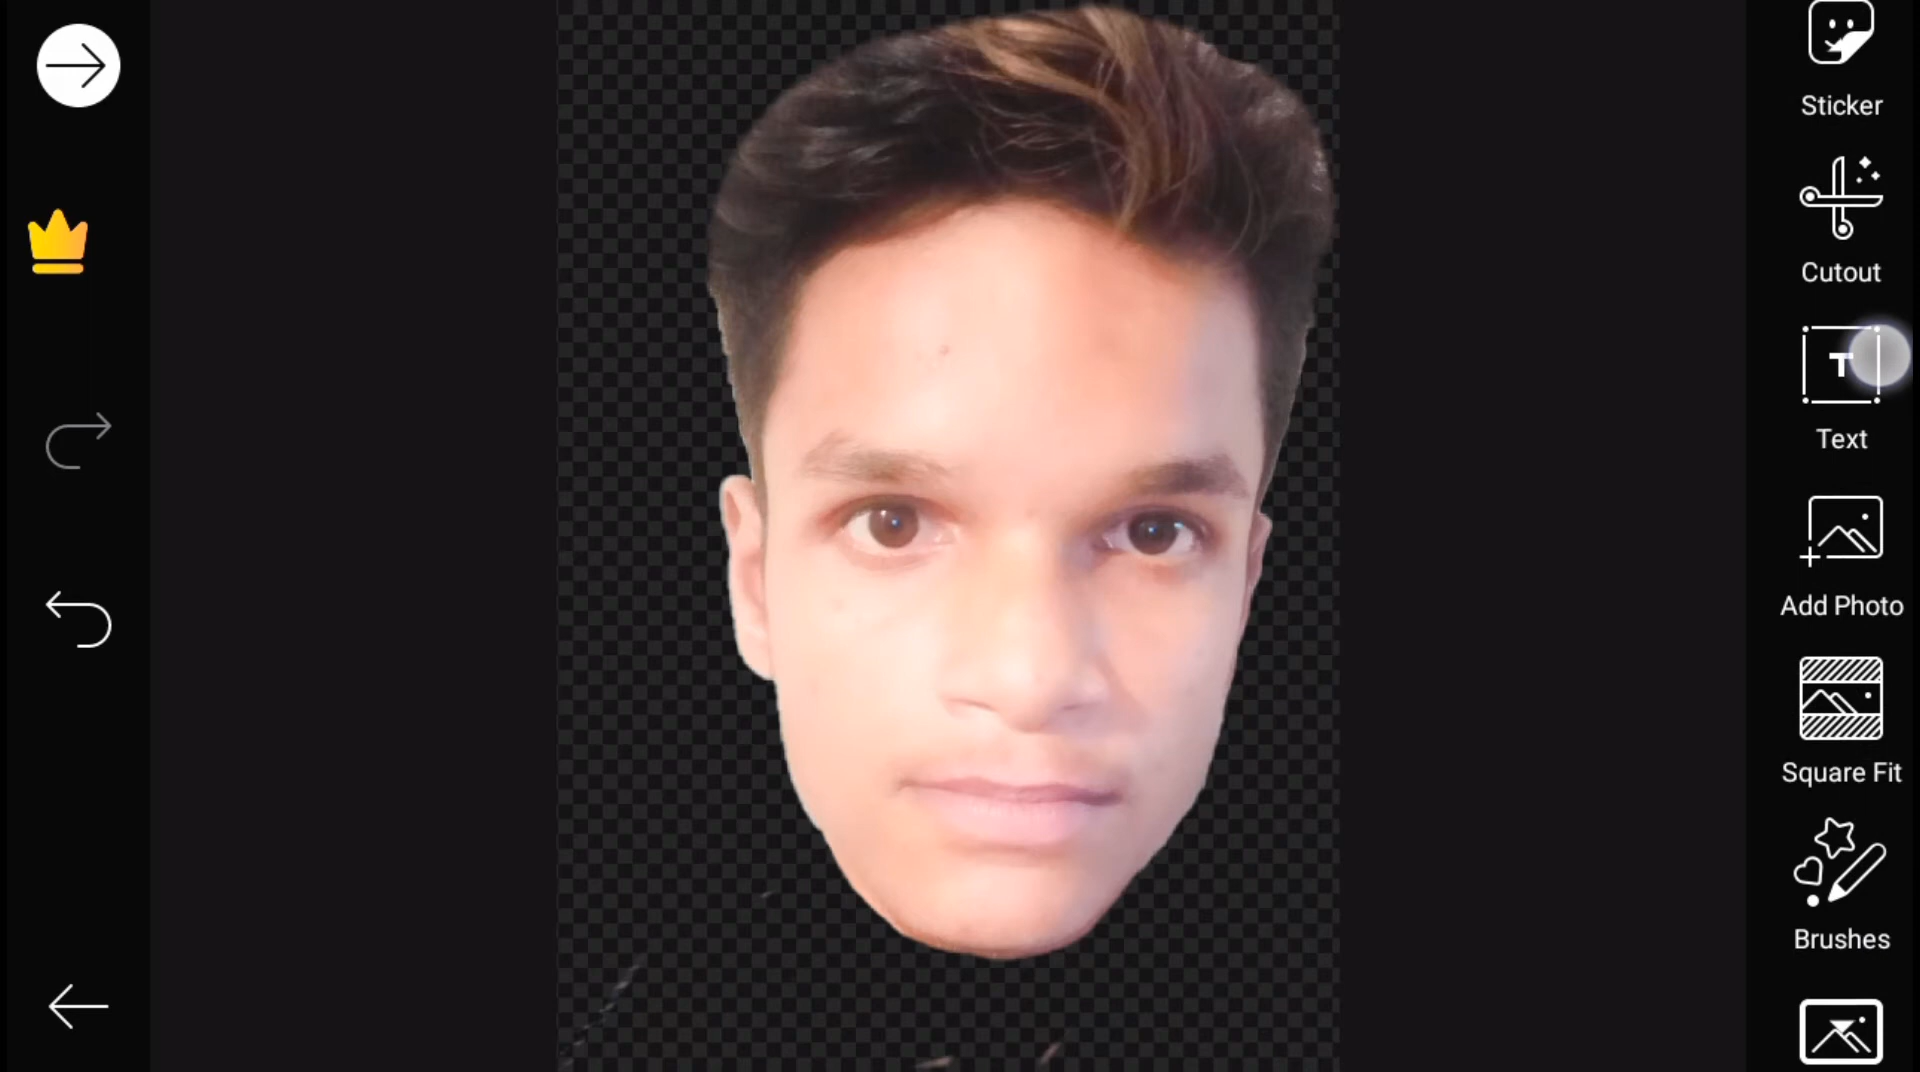 Sticker
Cutout
T
Text
Add Photo
Square Fit
Brushes